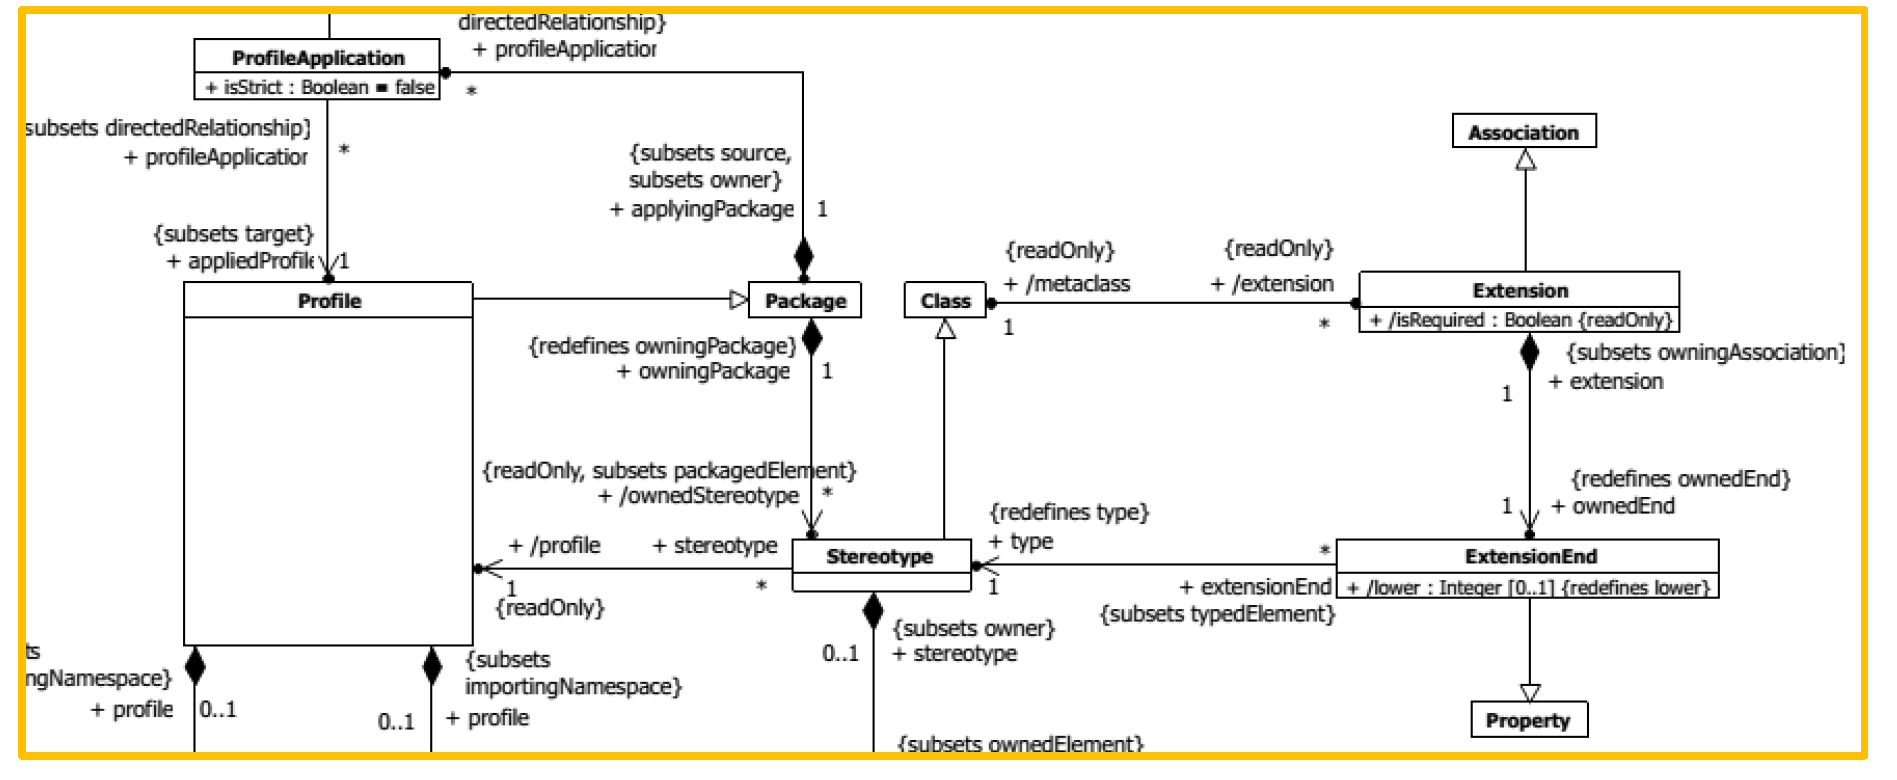 directedRelationship}
+ profileApplication
ProfileApplication
+ isStrict : Boolean = false
*
subsets directedRelationship}
+ profileApplication
*
{subsets source,
subsets owner}
+ applyingPackage 1
{subsets target}
+ appliedProfile 1
Association
{readOnly} {readOnly}
+ /metaclass + /extension
1 *
Profile
Package
Class
Extension
+ /isRequired : Boolean {readOnly}
{redefines owningPackage}
+ owningPackage 1
{subsets owningAssociation}
+ extension
1
{readOnly, subsets packagedElement}
+ /ownedStereotype *
{redefines ownedEnd}
1 + ownedEnd
{redefines type}
+ type *
+ /profile + stereotype
1 *
{readOnly}
Stereotype
1
ExtensionEnd
+ /lower : Integer [0..1] {redefines lower}
+ extensionEnd
{subsets typedElement}
{subsets owner}
0..1 + stereotype
ts
ngNamespace}
+ profile 0..1
{subsets
importingNamespace}
0..1 + profile
Property
{subsets ownedElement}